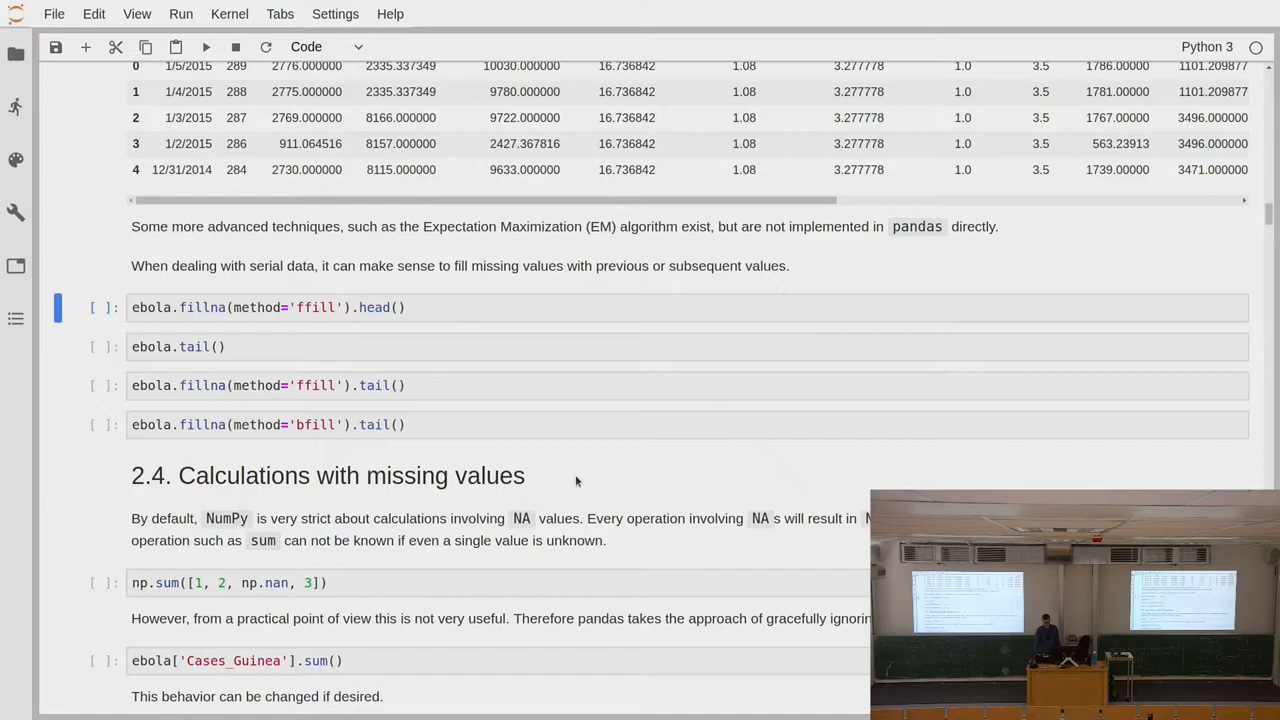 File Edit View Run Kernel Tabs Settings Help
Code Python 3
0 1/5/2015 289 2776.000000 2335.337349 10030.000000 16.736842 1.08 3.277778 1.0 3.5 1786.00000 1101.209877
1 1/4/2015 288 2775.000000 2335.337349 9780.000000 16.736842 1.08 3.277778 1.0 3.5 1781.00000 1101.209877
2 1/3/2015 287 2769.000000 8166.000000 9722.000000 16.736842 1.08 3.277778 1.0 3.5 1767.00000 3496.000000
3 1/2/2015 286 911.064516 8157.000000 2427.367816 16.736842 1.08 3.277778 1.0 3.5 563.23913 3496.000000
4 12/31/2014 284 2730.000000 8115.000000 9633.000000 16.736842 1.08 3.277778 1.0 3.5 1739.00000 3471.000000
Some more advanced techniques, such as the Expectation Maximization (EM) algorithm exist, but are not implemented in pandas directly.
When dealing with serial data, it can make sense to fill missing values with previous or subsequent values.
[ ]: ebola.fillna(method='ffill').head()
[ ]: ebola.tail()
[ ]: ebola.fillna(method='ffill').tail()
[ ]: ebola.fillna(method='bfill').tail()
2.4. Calculations with missing values
By default, NumPy is very strict about calculations involving NA values. Every operation involving NA s will result in
operation such as sum can not be known if even a single value is unknown.
[ ]: np.sum([1, 2, np.nan, 3])
However, from a practical point of view this is not very useful. Therefore pandas takes the approach of gracefully ignorin
[ ]: ebola['Cases_Guinea'].sum()
This behavior can be changed if desired.